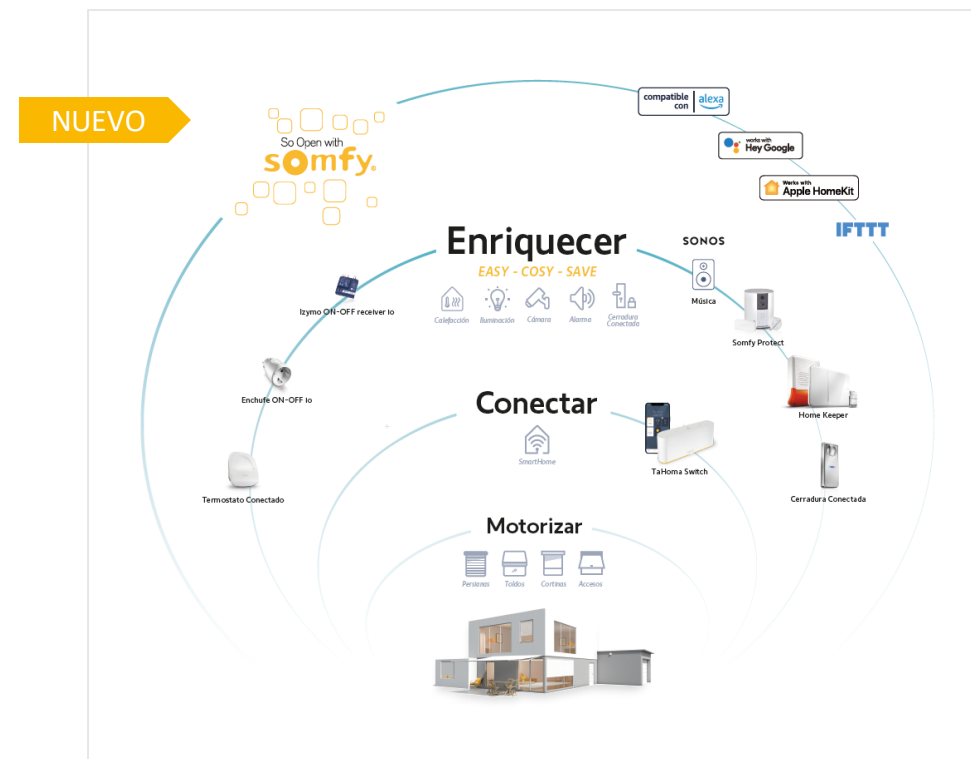 NUEVO
So Open with
somfy.
compatible con alexa
works with
Hey Google
Works with
Apple HomeKit
IFTTT
Enriquecer
EASY - COSY - SAVE
Calefacción
Iluminación
Cámara
Alarma
Cerradura
Conectada
SONOS
Música
Somfy Protect
Home Keeper
Cerradura Conectada
Izymo ON-OFF receiver io
Enchufe ON-OFF io
Termostato Conectado
Conectar
SmartHome
TaHoma Switch
Motorizar
Persianas
Toldos
Cortinas
Accesos